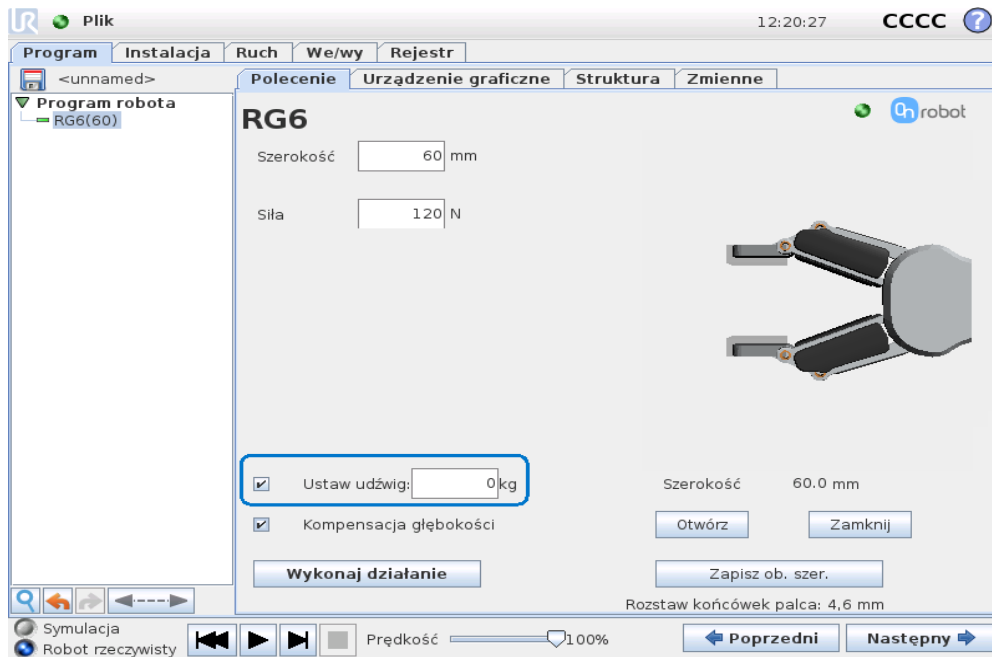 UR Plik 12:20:27 CCCC ?
Program Instalacja Ruch We/wy Rejestr
<unnamed> Polecenie Urządzenie graficzne Struktura Zmienne
Program robota
RG6(60)
RG6
On robot
Szerokość 60 mm
Siła 120 N
Ustaw udźwig: 0 kg
Szerokość 60.0 mm
Kompensacja głębokości
Otwórz Zamknij
Wykonaj działanie Zapisz ob. szer.
Rozstaw końcówek palca: 4,6 mm
Symulacja
Robot rzeczywisty
Prędkość 100% Poprzedni Następny